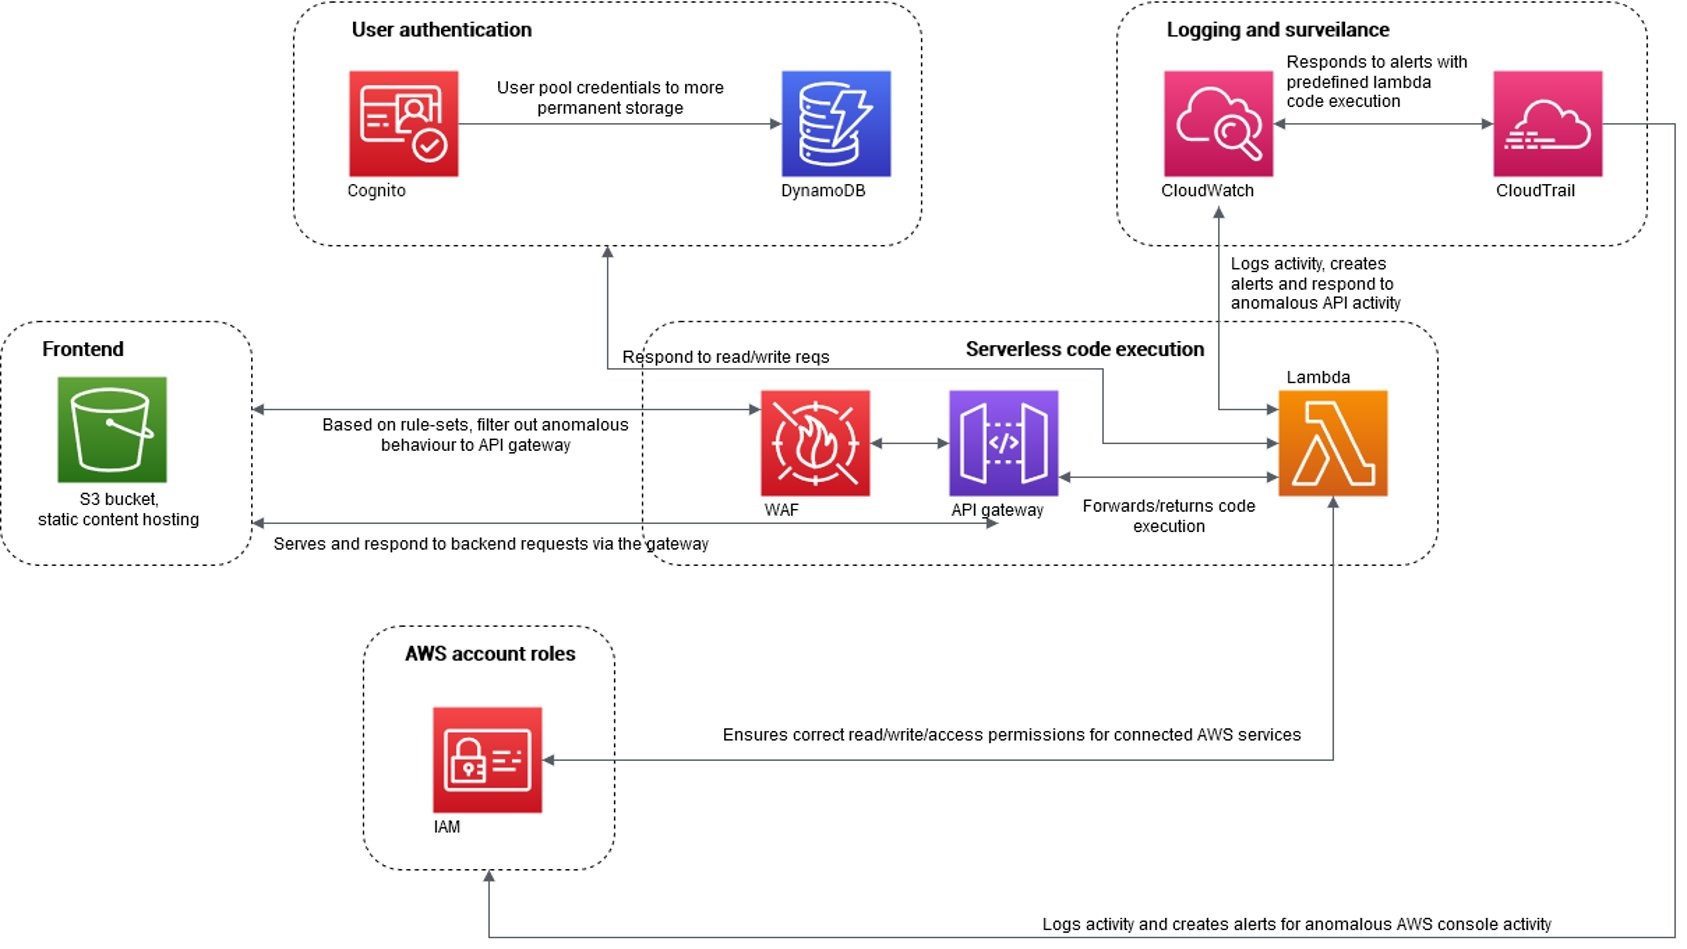 User authentication
User pool credentials to more
permanent storage
Cognito
DynamoDB
Logging and surveilance
Responds to alerts with
predefined lambda
code execution
CloudWatch
CloudTrail
Logs activity, creates
alerts and respond to
anomalous API activity
Frontend
S3 bucket,
static content hosting
Respond to read/write reqs
Serverless code execution
Lambda
Based on rule-sets, filter out anomalous
behaviour to API gateway
WAF
API gateway
Forwards/returns code
execution
Serves and respond to backend requests via the gateway
AWS account roles
IAM
Ensures correct read/write/access permissions for connected AWS services
Logs activity and creates alerts for anomalous AWS console activity